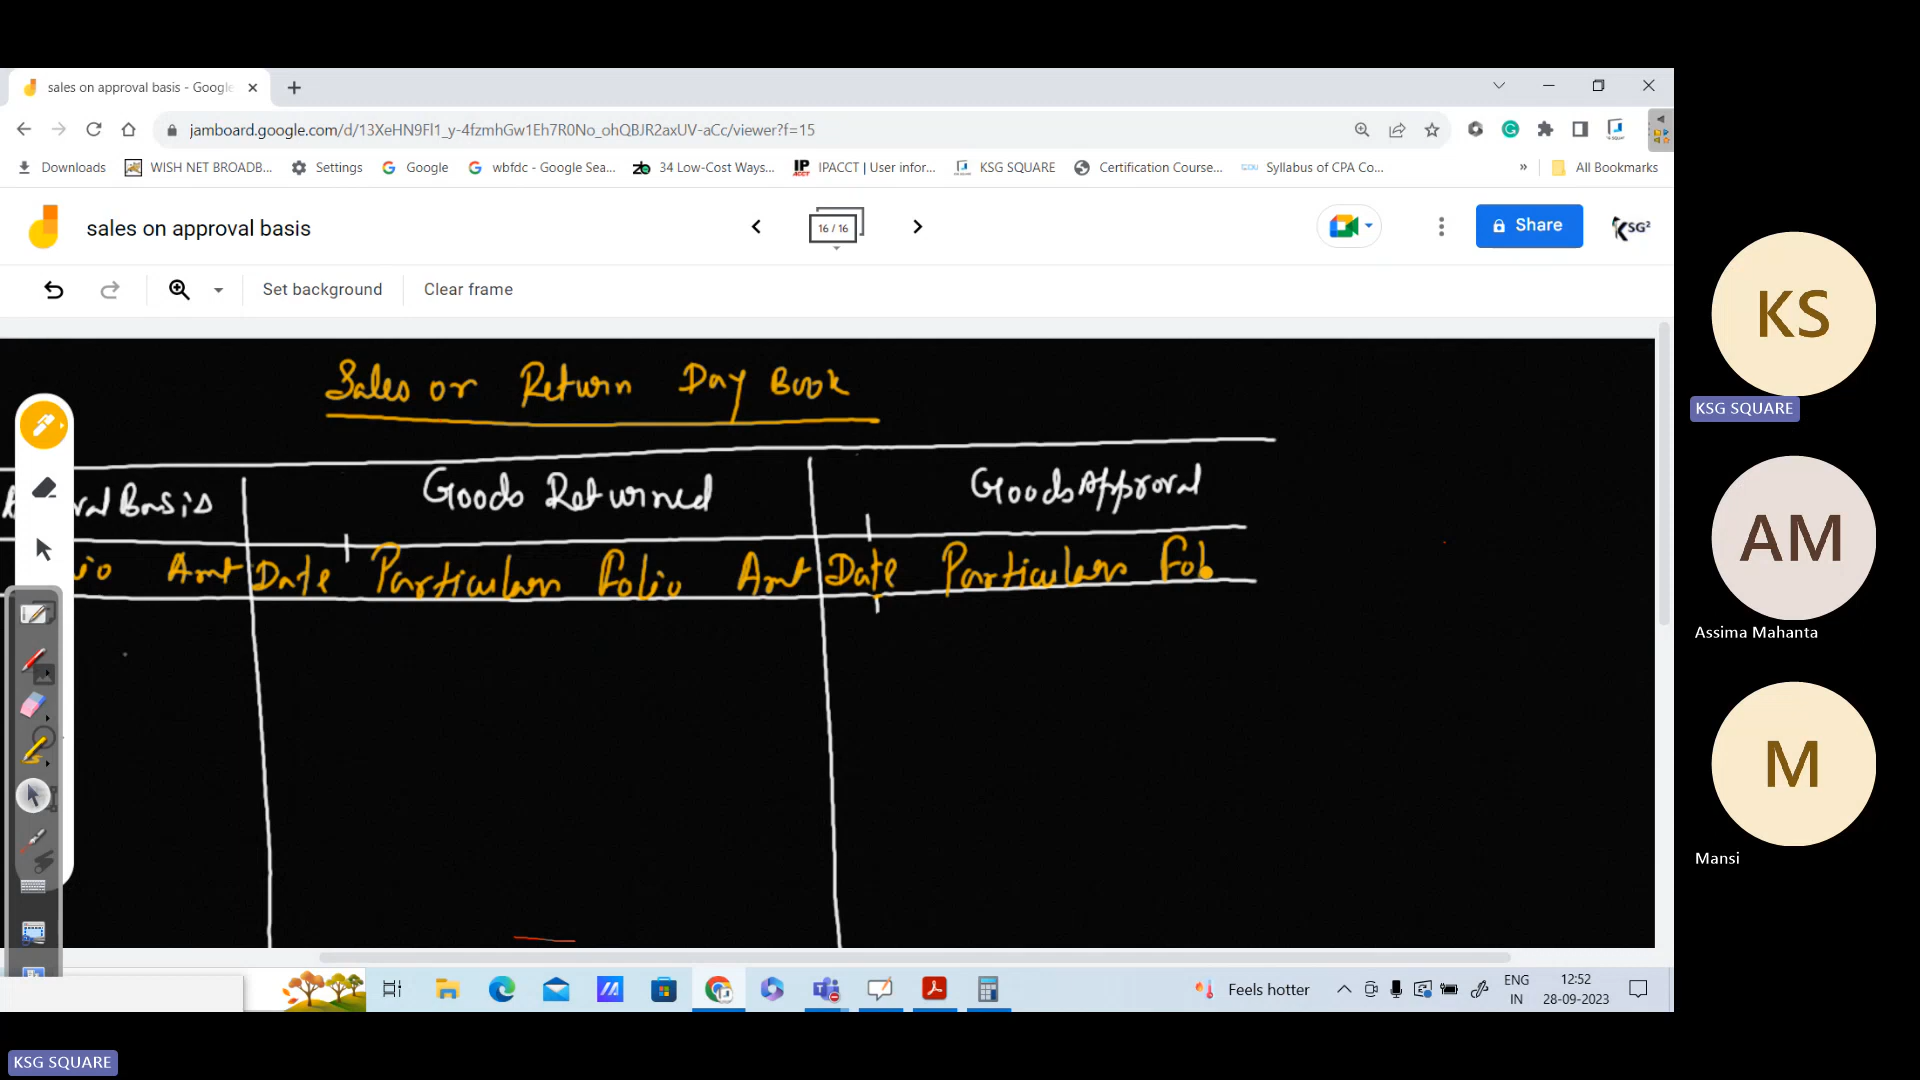 sales on approval basis - Google
jamboard.google.com/d/13XeHN9Fl1_y-4fzmhGw1Eh7R0No_ohQBJR2axUV-aCc/viewer?f=15
Downloads WISH NET BROADB... Settings Google wbfdc - Google Sea... 34 Low-Cost Ways... IPACCT | User infor... KSG SQUARE Certification Course... Syllabus of CPA Co... » All Bookmarks
sales on approval basis 16 / 16 Share KSG²
Set background Clear frame
Sales or Return Day Book
val Basis Goods Returned Goods Approval
io Amt Date Particulars Folio Amt Date Particulars Fol
KS
KSG SQUARE
AM
Assima Mahanta
M
Mansi
Feels hotter ENG IN 12:52 28-09-2023
KSG SQUARE